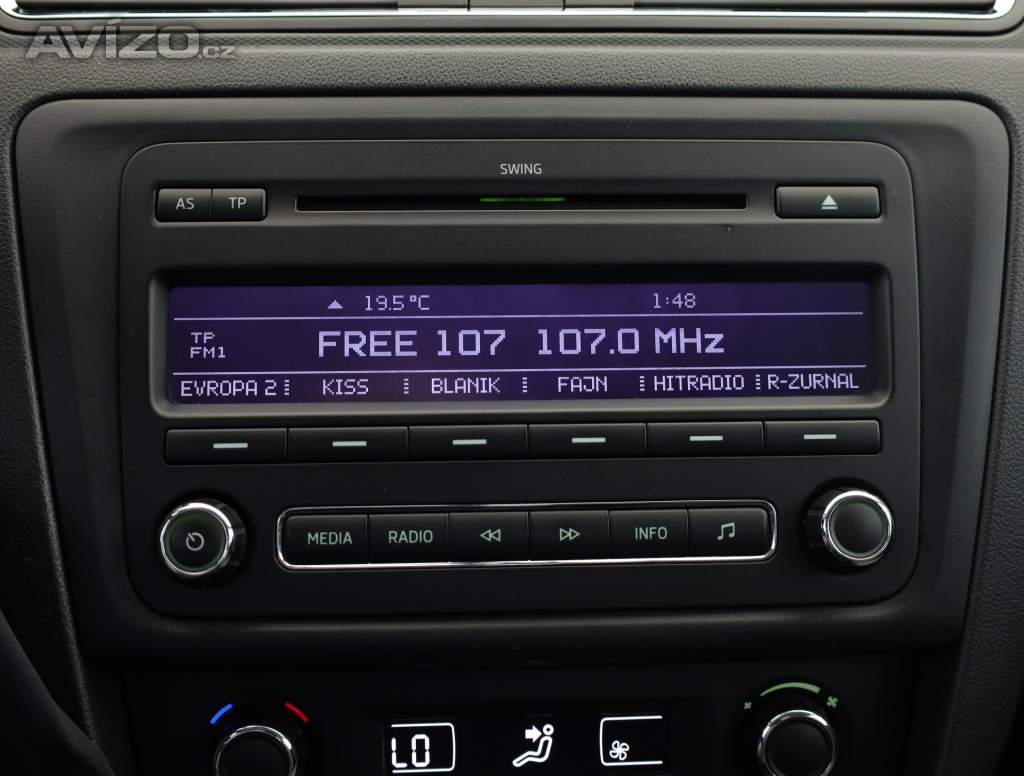 AVÍZO.cz
SWING
AS TP
19.5°C 1:48
TP
FM1
FREE 107 107.0 MHz
EVROPA 2 KISS BLANIK FAJN HITRADIO R-ZURNAL
MEDIA RADIO INFO
LO